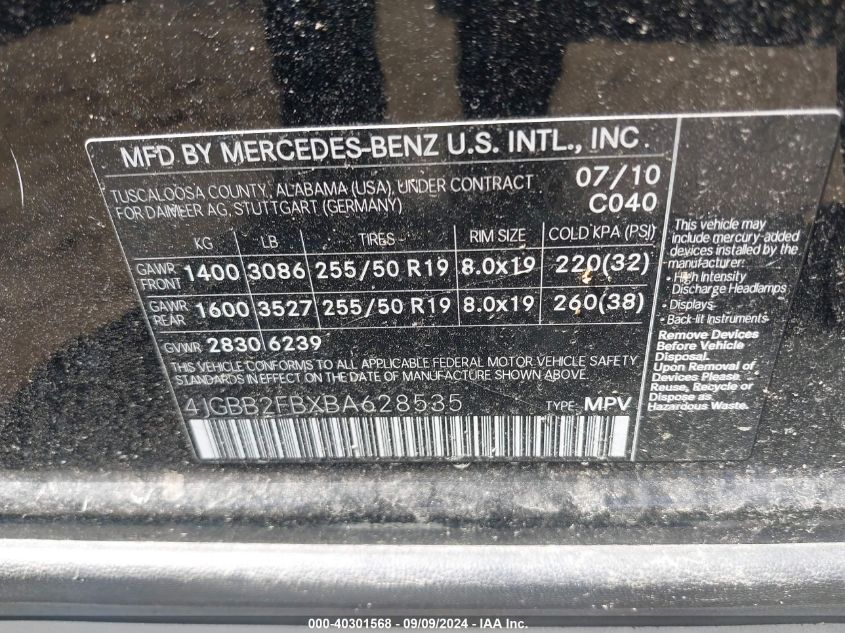 MFD BY MERCEDES-BENZ U.S. INTL., INC.
TUSCALOOSA COUNTY, ALABAMA (USA), UNDER CONTRACT
FOR DAIMLER AG, STUTTGART (GERMANY)
07/10
C040
KG LB TIRES RIM SIZE COLD KPA (PSI)
GAWR FRONT 1400 3086 255/50 R19 8.0x19 220(32)
GAWR REAR 1600 3527 255/50 R19 8.0x19 260(38)
GVWR 2830 6239
THIS VEHICLE CONFORMS TO ALL APPLICABLE FEDERAL MOTOR VEHICLE SAFETY
STANDARDS IN EFFECT ON THE DATE OF MANUFACTURE SHOWN ABOVE.
4JGBB2FBXBA628535 TYPE: MPV
This vehicle may
include mercury-added
devices installed by the
manufacturer:
- High Intensity
Discharge Headlamps
- Displays
- Back-lit Instruments
Remove Devices
Before Vehicle
Disposal.
Upon Removal of
Devices Please
Reuse, Recycle or
Dispose as
Hazardous Waste.
000-40301568 - 09/09/2024 - IAA Inc.